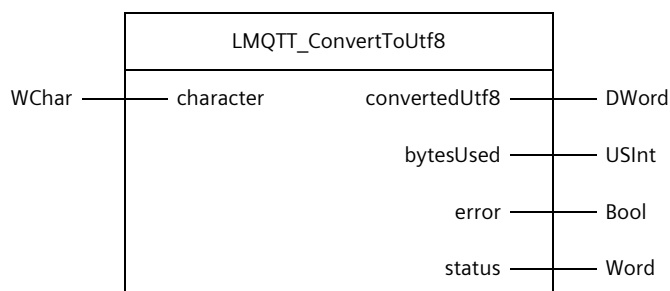 LMQTT_ConvertToUtf8
WChar character convertedUtf8 DWord
bytesUsed USInt
error Bool
status Word